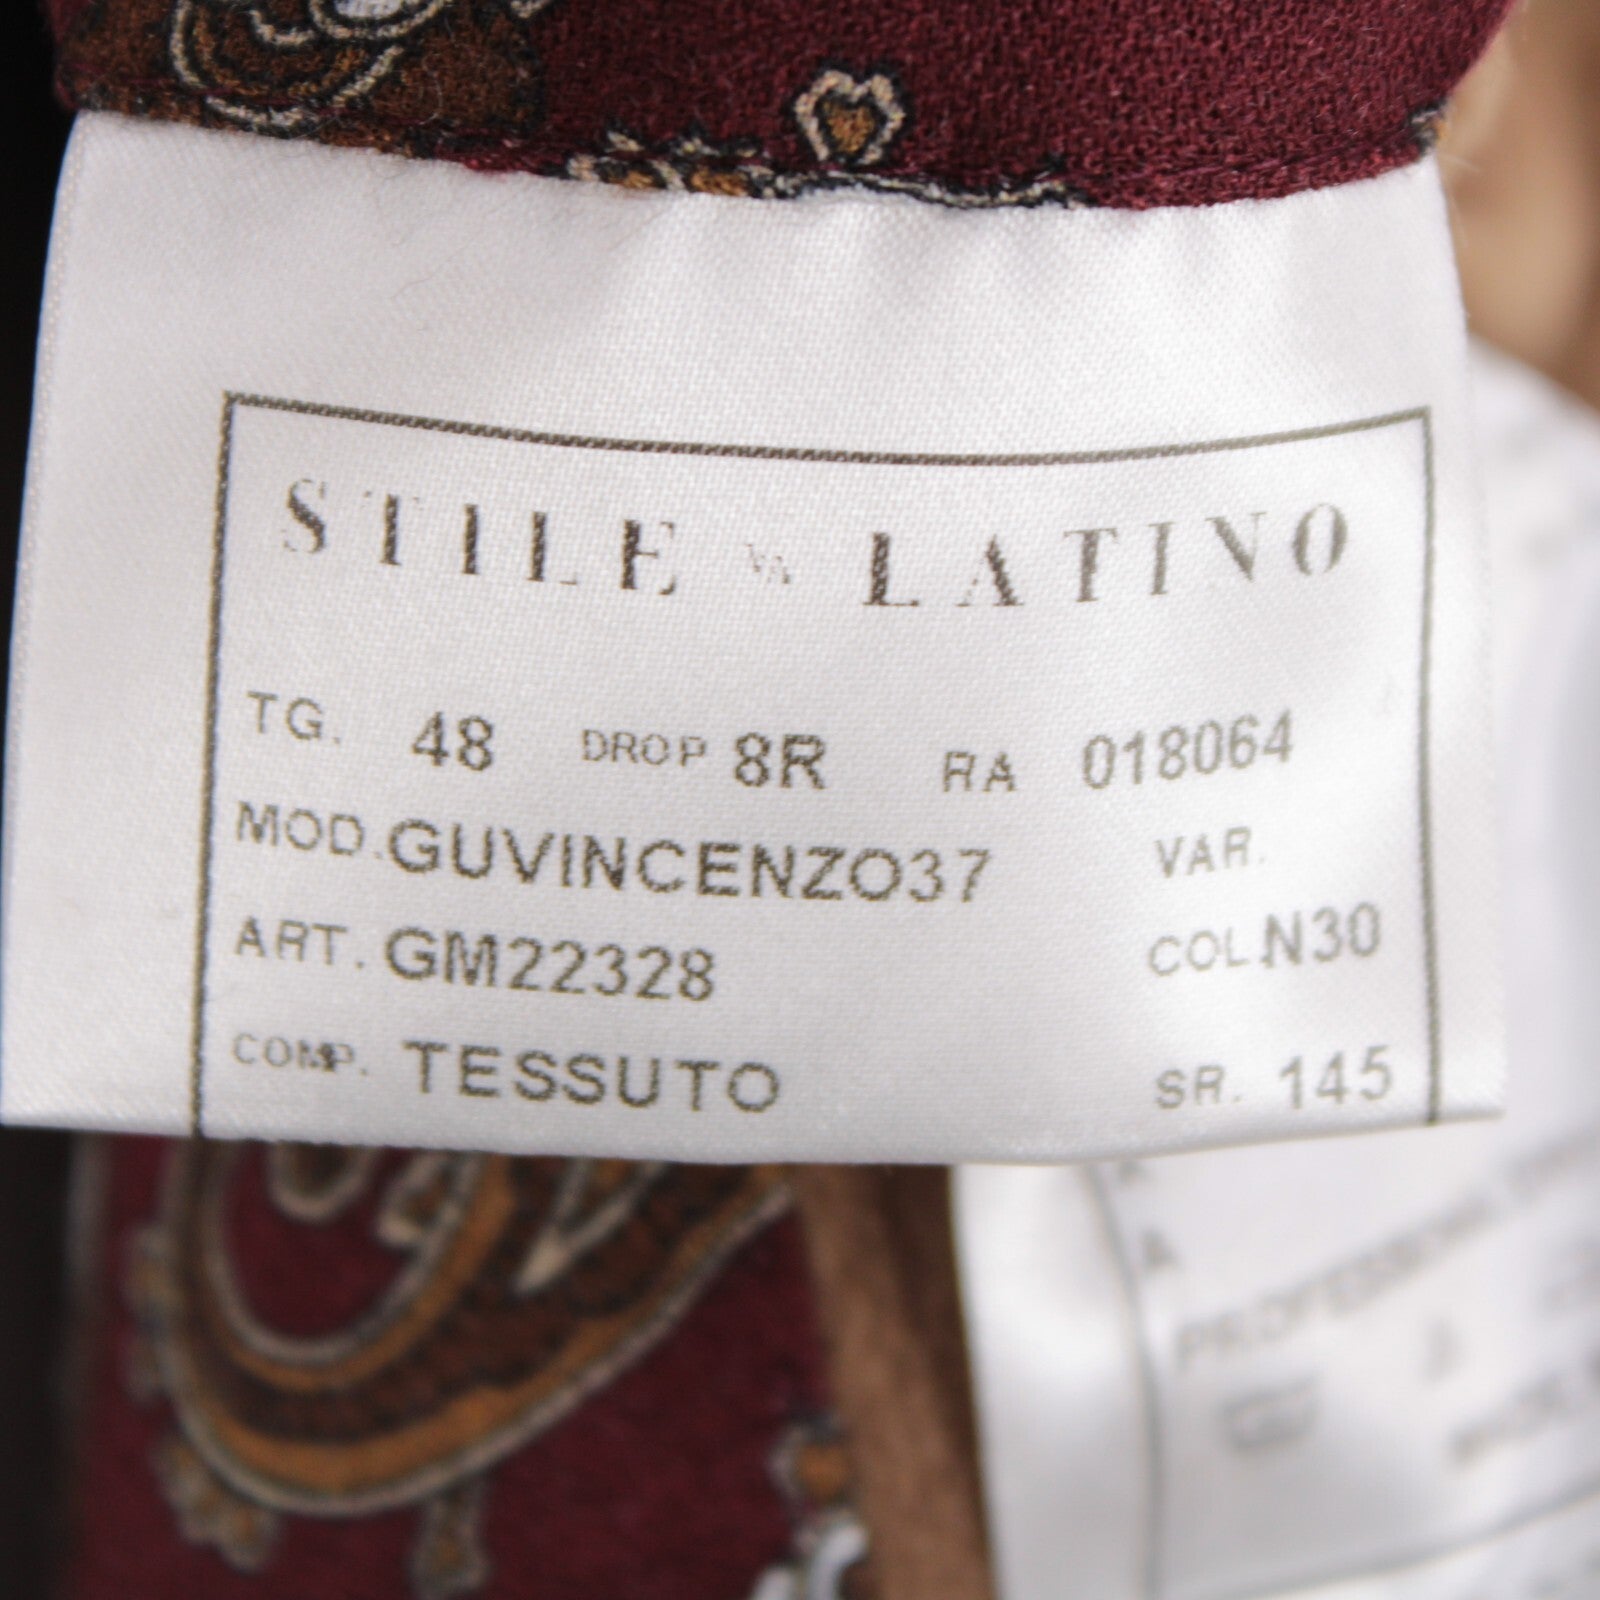 STILE LATINO
TG. 48 DROP 8R RA 018064
MOD. GUVINCENZO37 VAR.
ART. GM22328 COL. N30
COMP. TESSUTO SR. 145
A
PROFESSIONAL